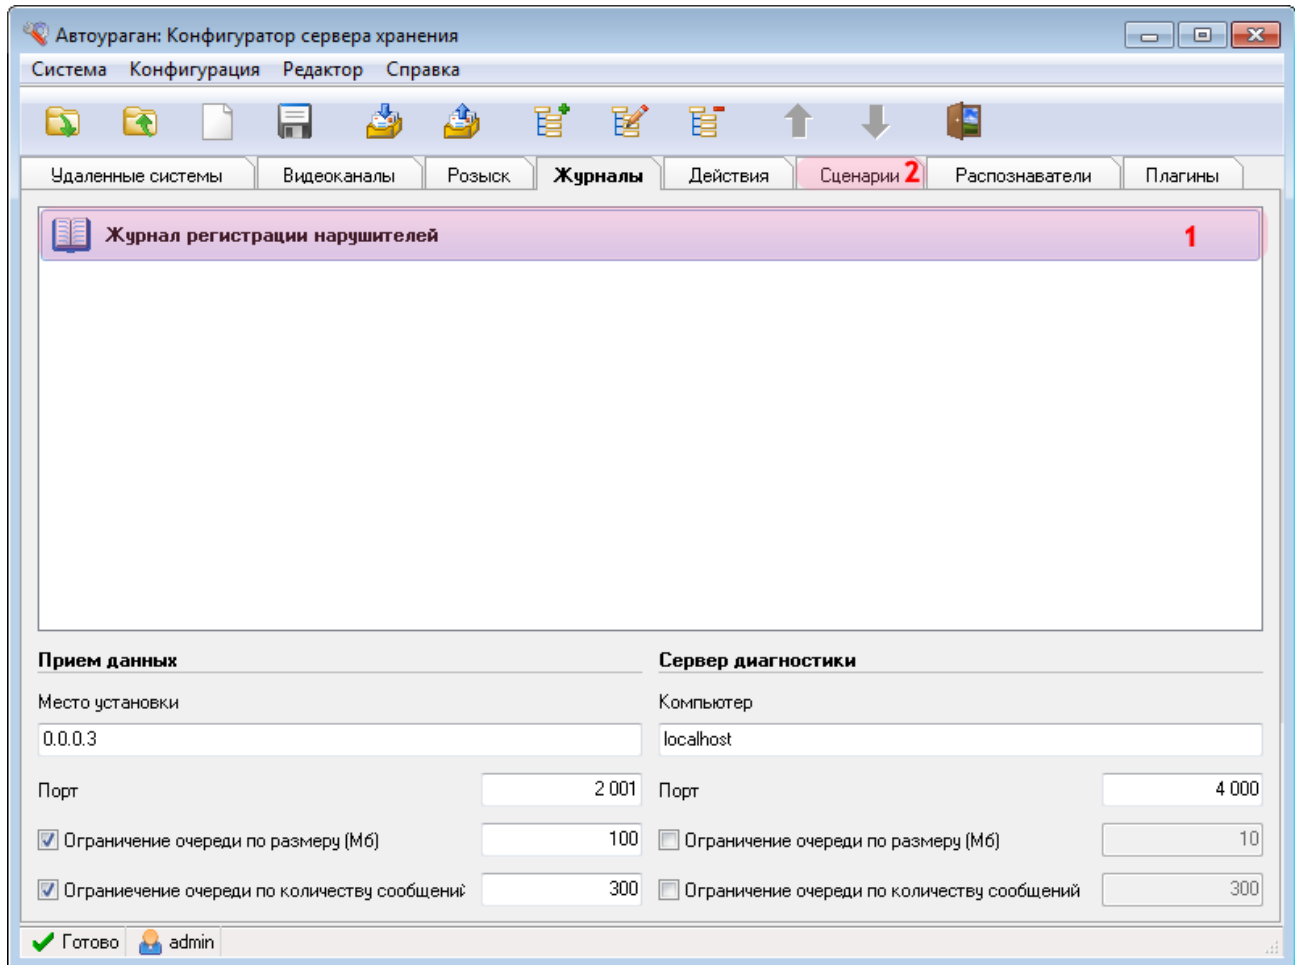 Автоураган: Конфигуратор сервера хранения
Система Конфигурация Редактор Справка
Удаленные системы Видеоканалы Розыск Журналы Действия Сценарии 2 Распознаватели Плагины
Журнал регистрации нарушителей 1
Прием данных Сервер диагностики
Место установки Компьютер
0.0.0.3 localhost
Порт 2 001 Порт 4 000
Ограничение очереди по размеру (Мб) 100 Ограничение очереди по размеру (Мб) 10
Ограниечение очереди по количеству сообщений 300 Ограничение очереди по количеству сообщений 300
Готово admin